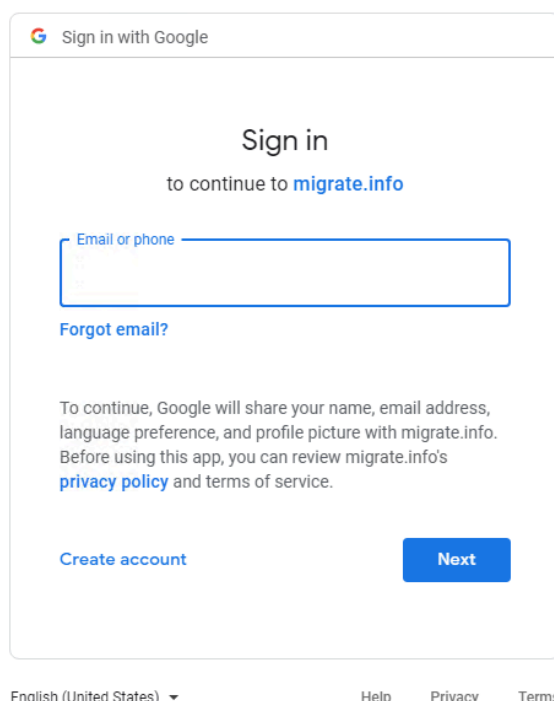 Sign in with Google
Sign in
to continue to migrate.info
Email or phone
Forgot email?
To continue, Google will share your name, email address,
language preference, and profile picture with migrate.info.
Before using this app, you can review migrate.info's
privacy policy and terms of service.
Create account Next
English (United States) Help Privacy Terms